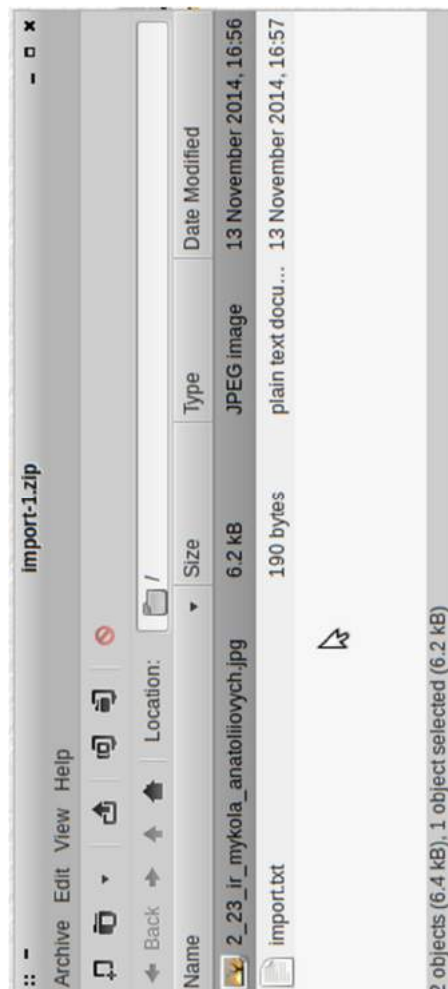 import-1.zip
Archive Edit View Help
Back Location: /
Name Size Type Date Modified
2_23_ir_mykola_anatoliiovych.jpg 6.2 kB JPEG image 13 November 2014, 16:56
import.txt 190 bytes plain text docu... 13 November 2014, 16:57
2 objects (6.4 kB), 1 object selected (6.2 kB)